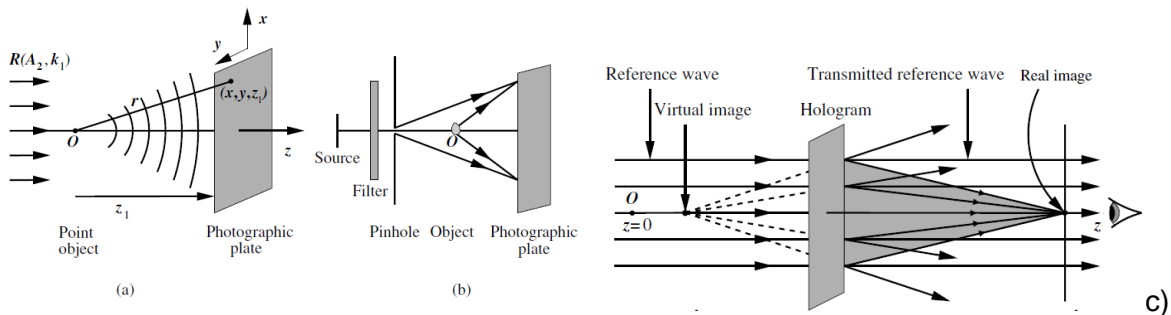 x
y
R(A₂, k₁)
r
(x, y, z₁)
O
z
z₁
Point
object
Photographic
plate
(a)
Source
Filter
O
Pinhole
Object
Photographic
plate
(b)
Reference wave
Transmitted reference wave
Real image
Virtual image
Hologram
O
z=0
z
c)